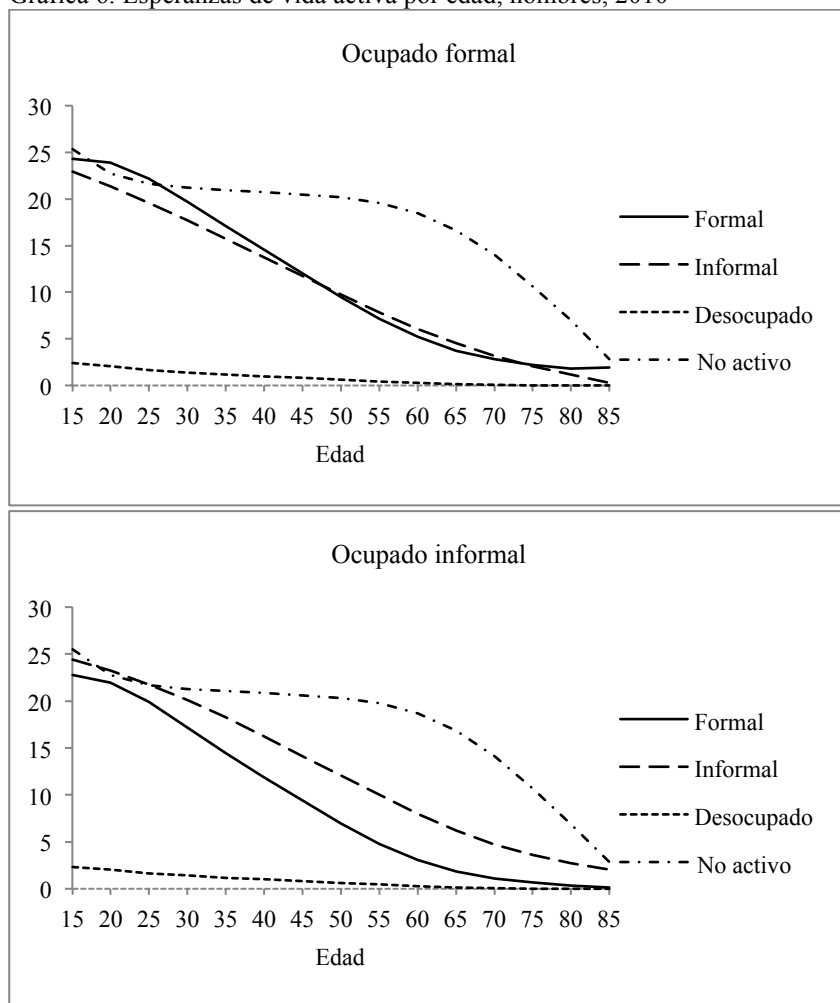 Gráfica 6. Esperanzas de vida activa por edad, hombres, 2010
Ocupado formal
30
25
20
15
10
5
0
15 20 25 30 35 40 45 50 55 60 65 70 75 80 85
Edad
Formal
Informal
Desocupado
No activo
Ocupado informal
30
25
20
15
10
5
0
15 20 25 30 35 40 45 50 55 60 65 70 75 80 85
Edad
Formal
Informal
Desocupado
No activo